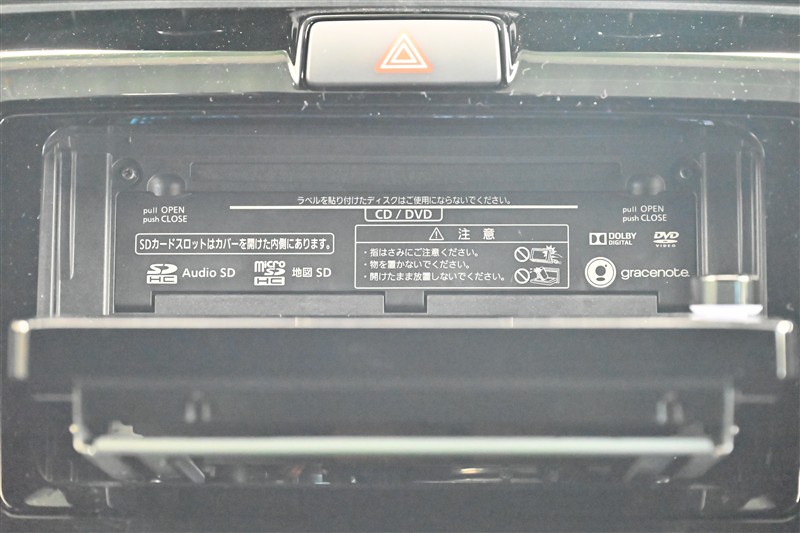 ラベルを貼り付けたディスクはご使用にならないでください。
CD / DVD
pull OPEN
push CLOSE
pull OPEN
push CLOSE
SDカードスロットはカバーを開けた内側にあります。
SD HC Audio SD
micro SD HC 地図 SD
⚠ 注 意
・指はさみにご注意ください。
・物を置かないでください。
・開けたまま放置しないでください。
DOLBY
DIGITAL
DVD
VIDEO
gracenote.